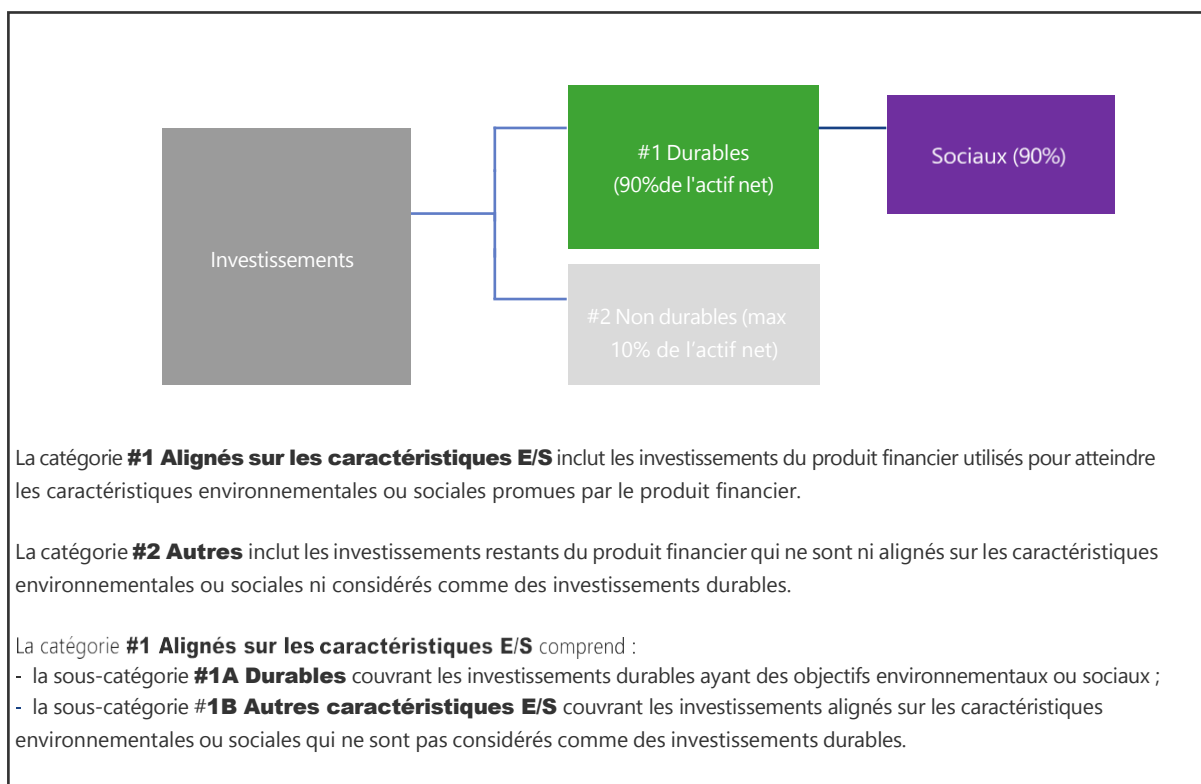 #1 Durables
(90%de l'actif net)
Sociaux (90%)
Investissements
#2 Non durables (max
10% de l'actif net)
La catégorie #1 Alignés sur les caractéristiques E/S inclut les investissements du produit financier utilisés pour atteindre
les caractéristiques environnementales ou sociales promues par le produit financier.
La catégorie #2 Autres inclut les investissements restants du produit financier qui ne sont ni alignés sur les caractéristiques
environnementales ou sociales ni considérés comme des investissements durables.
La catégorie #1 Alignés sur les caractéristiques E/S comprend :
- la sous-catégorie #1A Durables couvrant les investissements durables ayant des objectifs environnementaux ou sociaux ;
- la sous-catégorie #1B Autres caractéristiques E/S couvrant les investissements alignés sur les caractéristiques
environnementales ou sociales qui ne sont pas considérés comme des investissements durables.